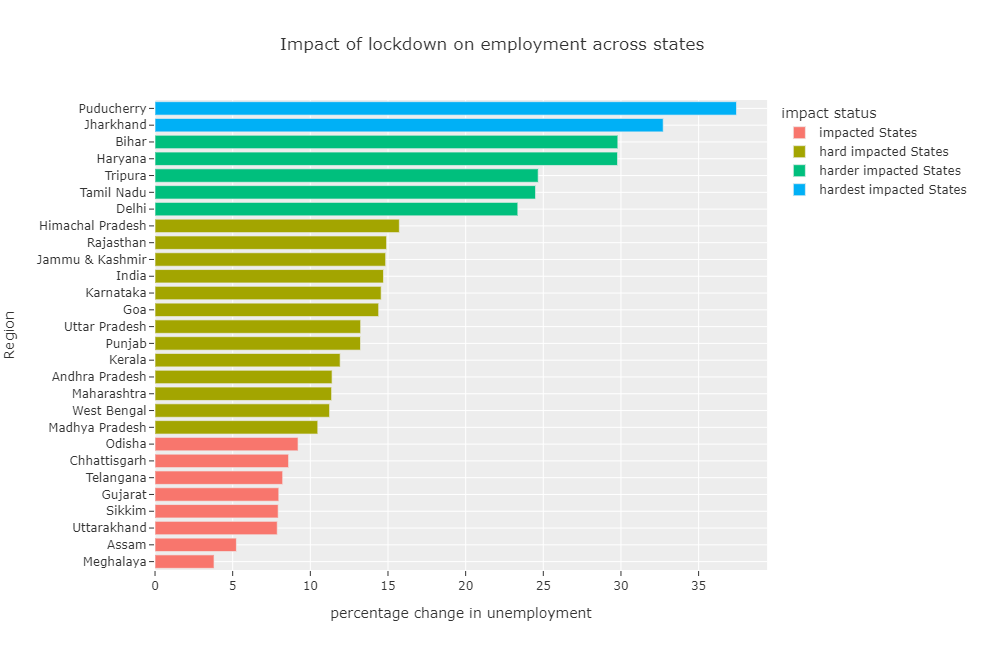 Impact of lockdown on employment across states
Puducherry
Jharkhand
Bihar
Haryana
Tripura
Tamil Nadu
Delhi
Himachal Pradesh
Rajasthan
Jammu & Kashmir
India
Karnataka
Goa
Uttar Pradesh
Punjab
Kerala
Andhra Pradesh
Maharashtra
West Bengal
Madhya Pradesh
Odisha
Chhattisgarh
Telangana
Gujarat
Sikkim
Uttarakhand
Assam
Meghalaya
Region
0 5 10 15 20 25 30 35
percentage change in unemployment
impact status
impacted States
hard impacted States
harder impacted States
hardest impacted States